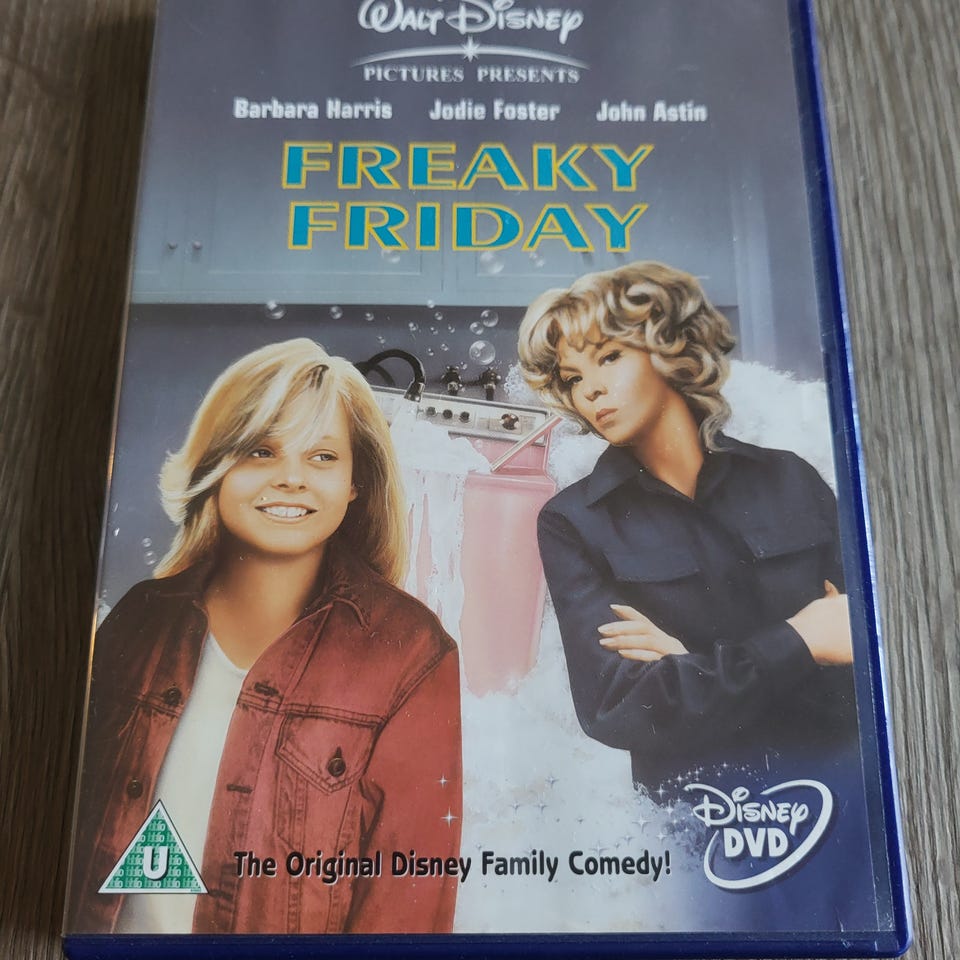 WALT DISNEY
PICTURES PRESENTS
Barbara Harris Jodie Foster John Astin
FREAKY
FRIDAY
U
The Original Disney Family Comedy!
DISNEY
DVD